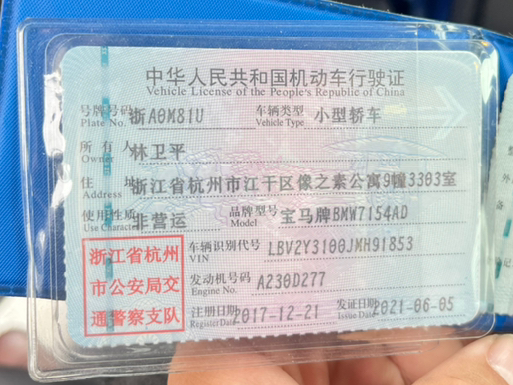 中华人民共和国机动车行驶证
Vehicle License of the People's Republic of China
号牌号码 浙A0M81U 车辆类型 小型轿车
Plate No. Vehicle Type
所有人 林卫平
Owner
住址 浙江省杭州市江干区像之素公寓9幢3303室
Address
使用性质 非营运 品牌型号 宝马牌BMW7154AD
Use Character Model
浙江省杭州
市公安局交
通警察支队
车辆识别代号 LBV2Y3100JMH91853
VIN
发动机号码 A230D277
Engine No.
注册日期 2017-12-21 发证日期 2021-06-05
Register Date Issue Date